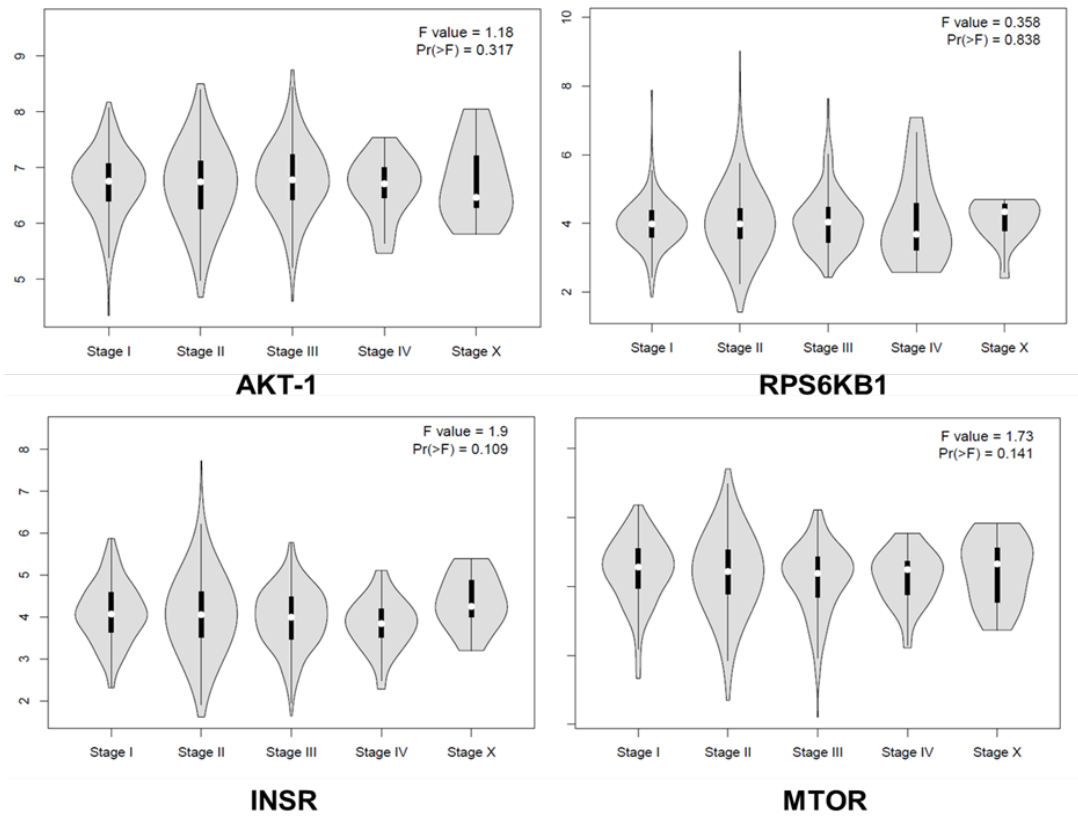 F value = 1.18
Pr(>F) = 0.317
9
8
7
6
5
Stage I Stage II Stage III Stage IV Stage X
AKT-1
F value = 0.358
Pr(>F) = 0.838
10
8
6
4
2
Stage I Stage II Stage III Stage IV Stage X
RPS6KB1
F value = 1.9
Pr(>F) = 0.109
8
7
6
5
4
3
2
Stage I Stage II Stage III Stage IV Stage X
INSR
F value = 1.73
Pr(>F) = 0.141
Stage I Stage II Stage III Stage IV Stage X
MTOR